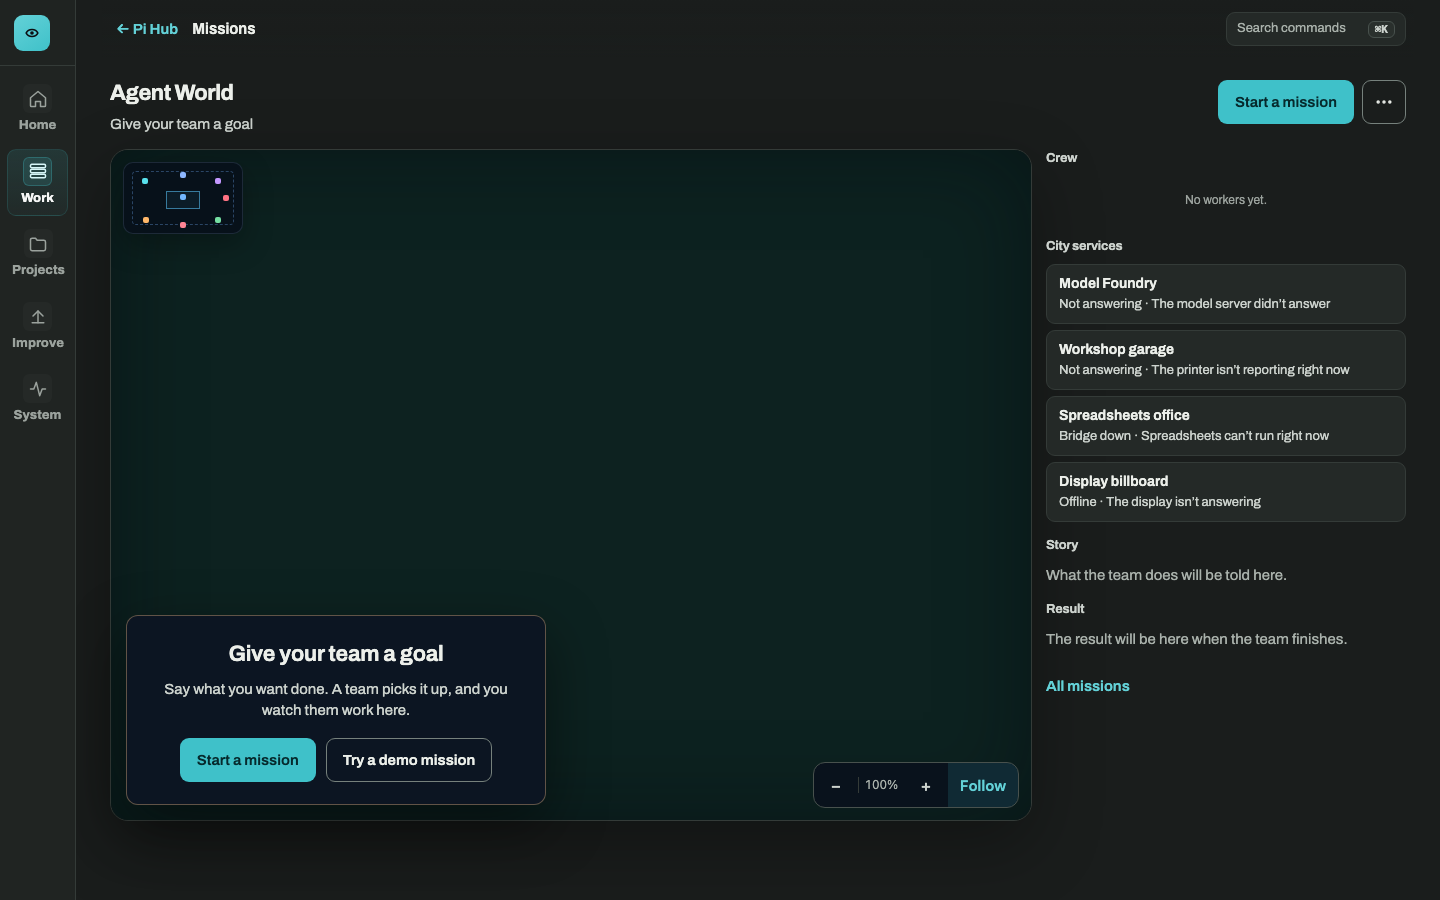 ← Pi Hub Missions
Search commands ⌘K
Home
Work
Projects
Improve
System
Agent World
Give your team a goal
Start a mission
Give your team a goal
Say what you want done. A team picks it up, and you
watch them work here.
Start a mission Try a demo mission
− 100% + Follow
Crew
No workers yet.
City services
Model Foundry
Not answering · The model server didn't answer
Workshop garage
Not answering · The printer isn't reporting right now
Spreadsheets office
Bridge down · Spreadsheets can't run right now
Display billboard
Offline · The display isn't answering
Story
What the team does will be told here.
Result
The result will be here when the team finishes.
All missions